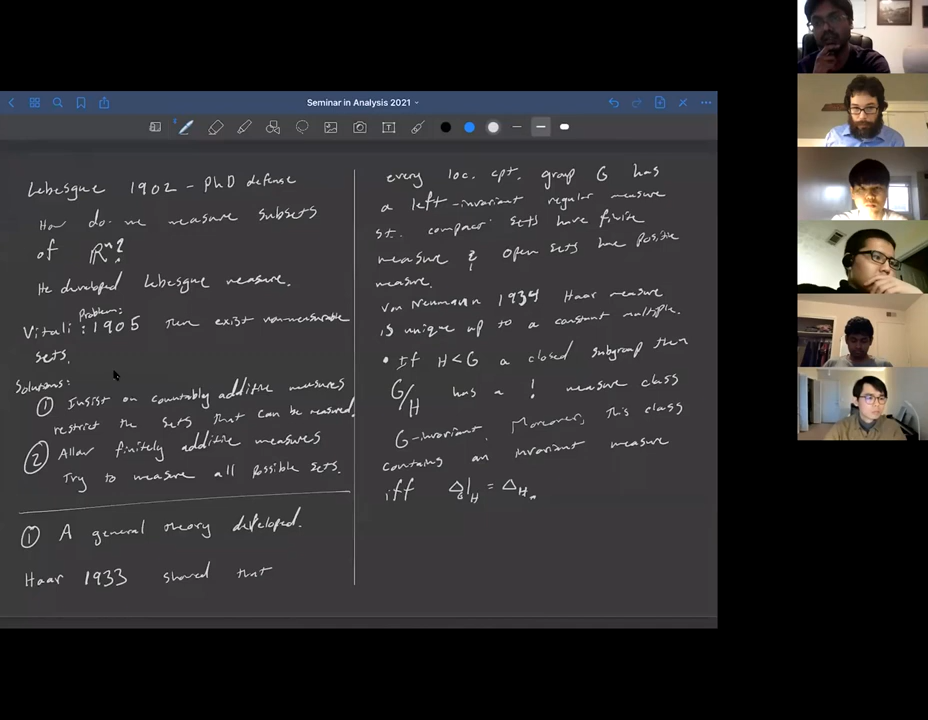 Seminar in Analysis 2021
Lebesgue 1902 - PhD defense
How do we measure subsets
of ℝⁿ?
He developed Lebesgue measure.
Problem:
Vitali : 1905 There exist nonmeasurable
sets.
Solutions:
① Insist on countably additive measures
restrict the sets that can be measured.
② Allow finitely additive measures
Try to measure all possible sets.
① A general theory developed.
Haar 1933 showed that
every loc. cpt. group G has
a left-invariant regular measure
st. compact sets have finite
measure & open sets have positive
measure.
Von Neumann 1934 Haar measure
is unique up to a constant multiple.
• If H<G a closed subgroup then
G/H has a ! measure class
G-invariant. Moreover, this class
contains an invariant measure
iff Δ_G|_H = Δ_H.